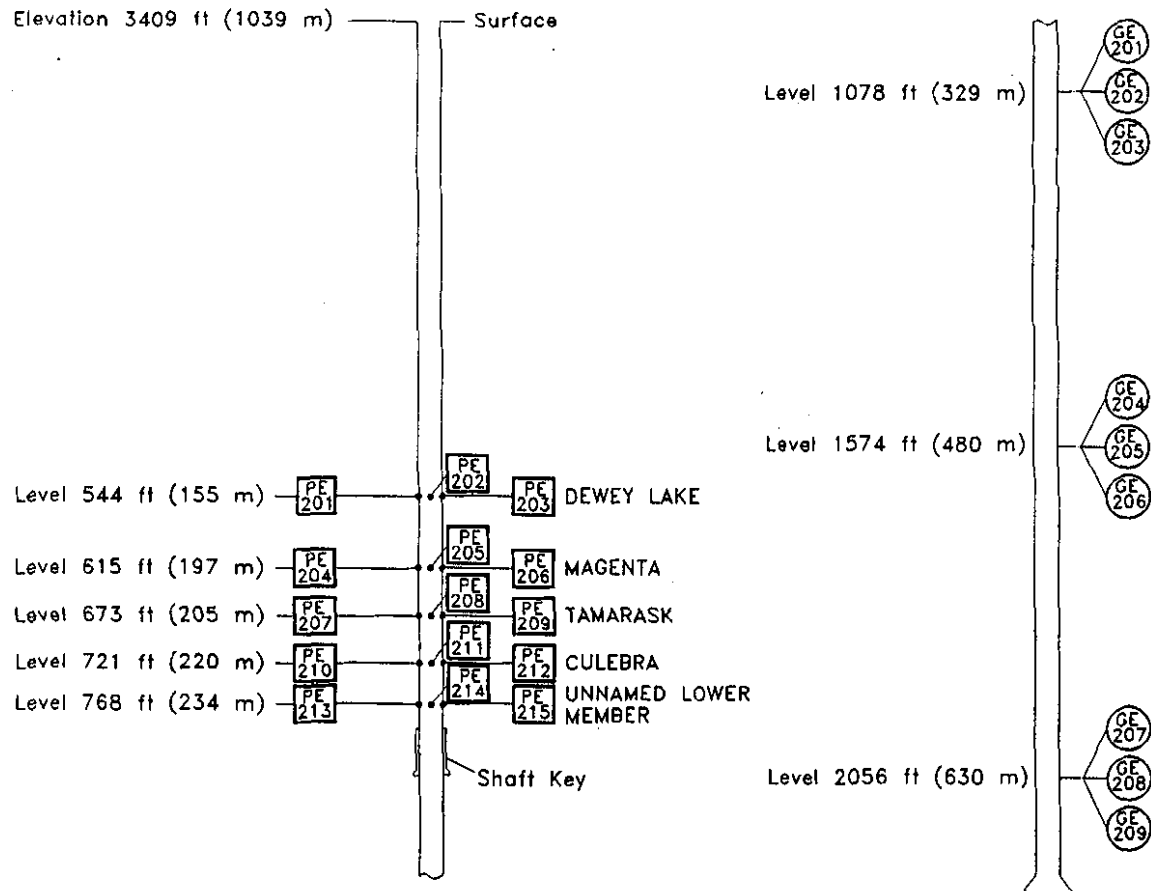 Elevation 3409 ft (1039 m)
Surface
Level 544 ft (155 m)
PE
201
PE
202
PE
203
DEWEY LAKE
Level 615 ft (197 m)
PE
204
PE
205
PE
206
MAGENTA
Level 673 ft (205 m)
PE
207
PE
208
PE
209
TAMARASK
Level 721 ft (220 m)
PE
210
PE
211
PE
212
CULEBRA
Level 768 ft (234 m)
PE
213
PE
214
PE
215
UNNAMED LOWER
MEMBER
Shaft Key
Level 1078 ft (329 m)
GE
201
GE
202
GE
203
Level 1574 ft (480 m)
GE
204
GE
205
GE
206
Level 2056 ft (630 m)
GE
207
GE
208
GE
209